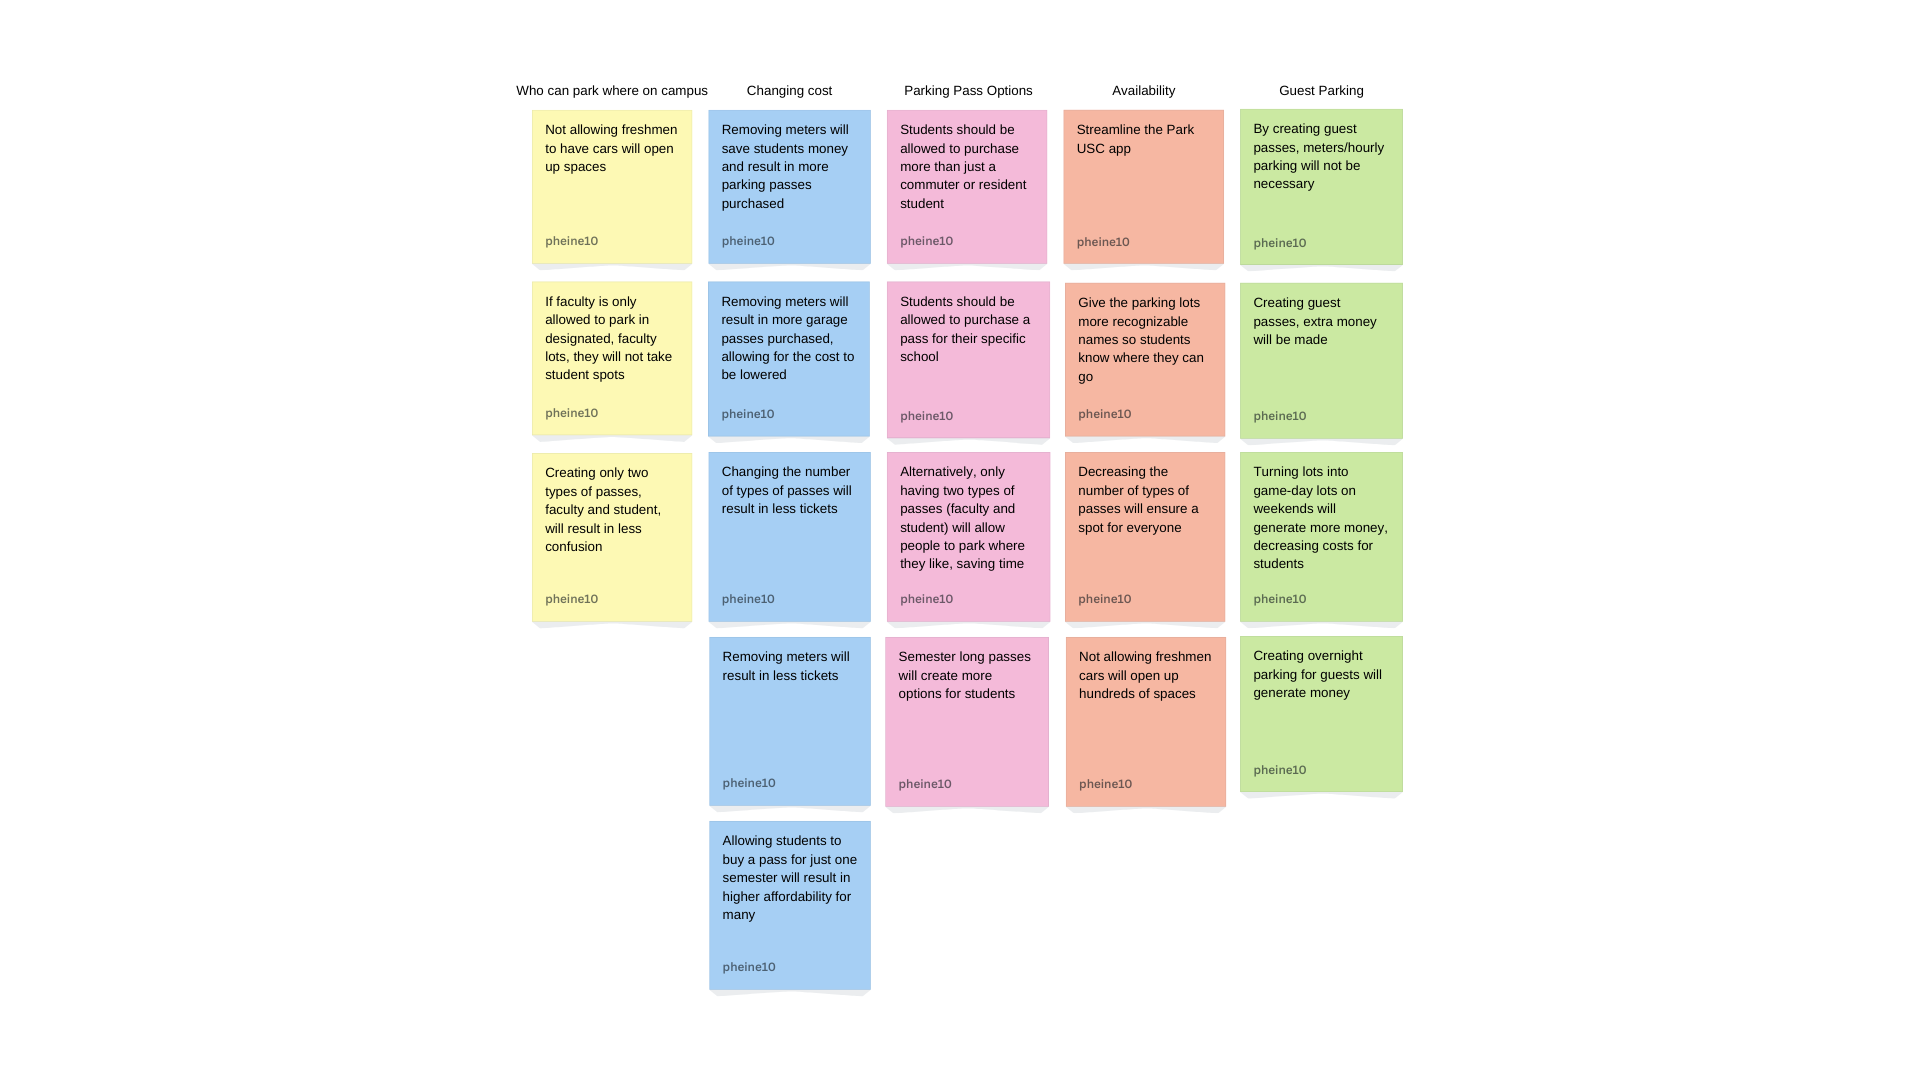 Who can park where on campus
Not allowing freshmen
to have cars will open
up spaces
pheine10
If faculty is only
allowed to park in
designated, faculty
lots, they will not take
student spots
pheine10
Creating only two
types of passes,
faculty and student,
will result in less
confusion
pheine10
Changing cost
Removing meters will
save students money
and result in more
parking passes
purchased
pheine10
Removing meters will
result in more garage
passes purchased,
allowing for the cost to
be lowered
pheine10
Changing the number
of types of passes will
result in less tickets
pheine10
Removing meters will
result in less tickets
pheine10
Allowing students to
buy a pass for just one
semester will result in
higher affordability for
many
pheine10
Parking Pass Options
Students should be
allowed to purchase
more than just a
commuter or resident
student
pheine10
Students should be
allowed to purchase a
pass for their specific
school
pheine10
Alternatively, only
having two types of
passes (faculty and
student) will allow
people to park where
they like, saving time
pheine10
Semester long passes
will create more
options for students
pheine10
Availability
Streamline the Park
USC app
pheine10
Give the parking lots
more recognizable
names so students
know where they can
go
pheine10
Decreasing the
number of types of
passes will ensure a
spot for everyone
pheine10
Not allowing freshmen
cars will open up
hundreds of spaces
pheine10
Guest Parking
By creating guest
passes, meters/hourly
parking will not be
necessary
pheine10
Creating guest
passes, extra money
will be made
pheine10
Turning lots into
game-day lots on
weekends will
generate more money,
decreasing costs for
students
pheine10
Creating overnight
parking for guests will
generate money
pheine10